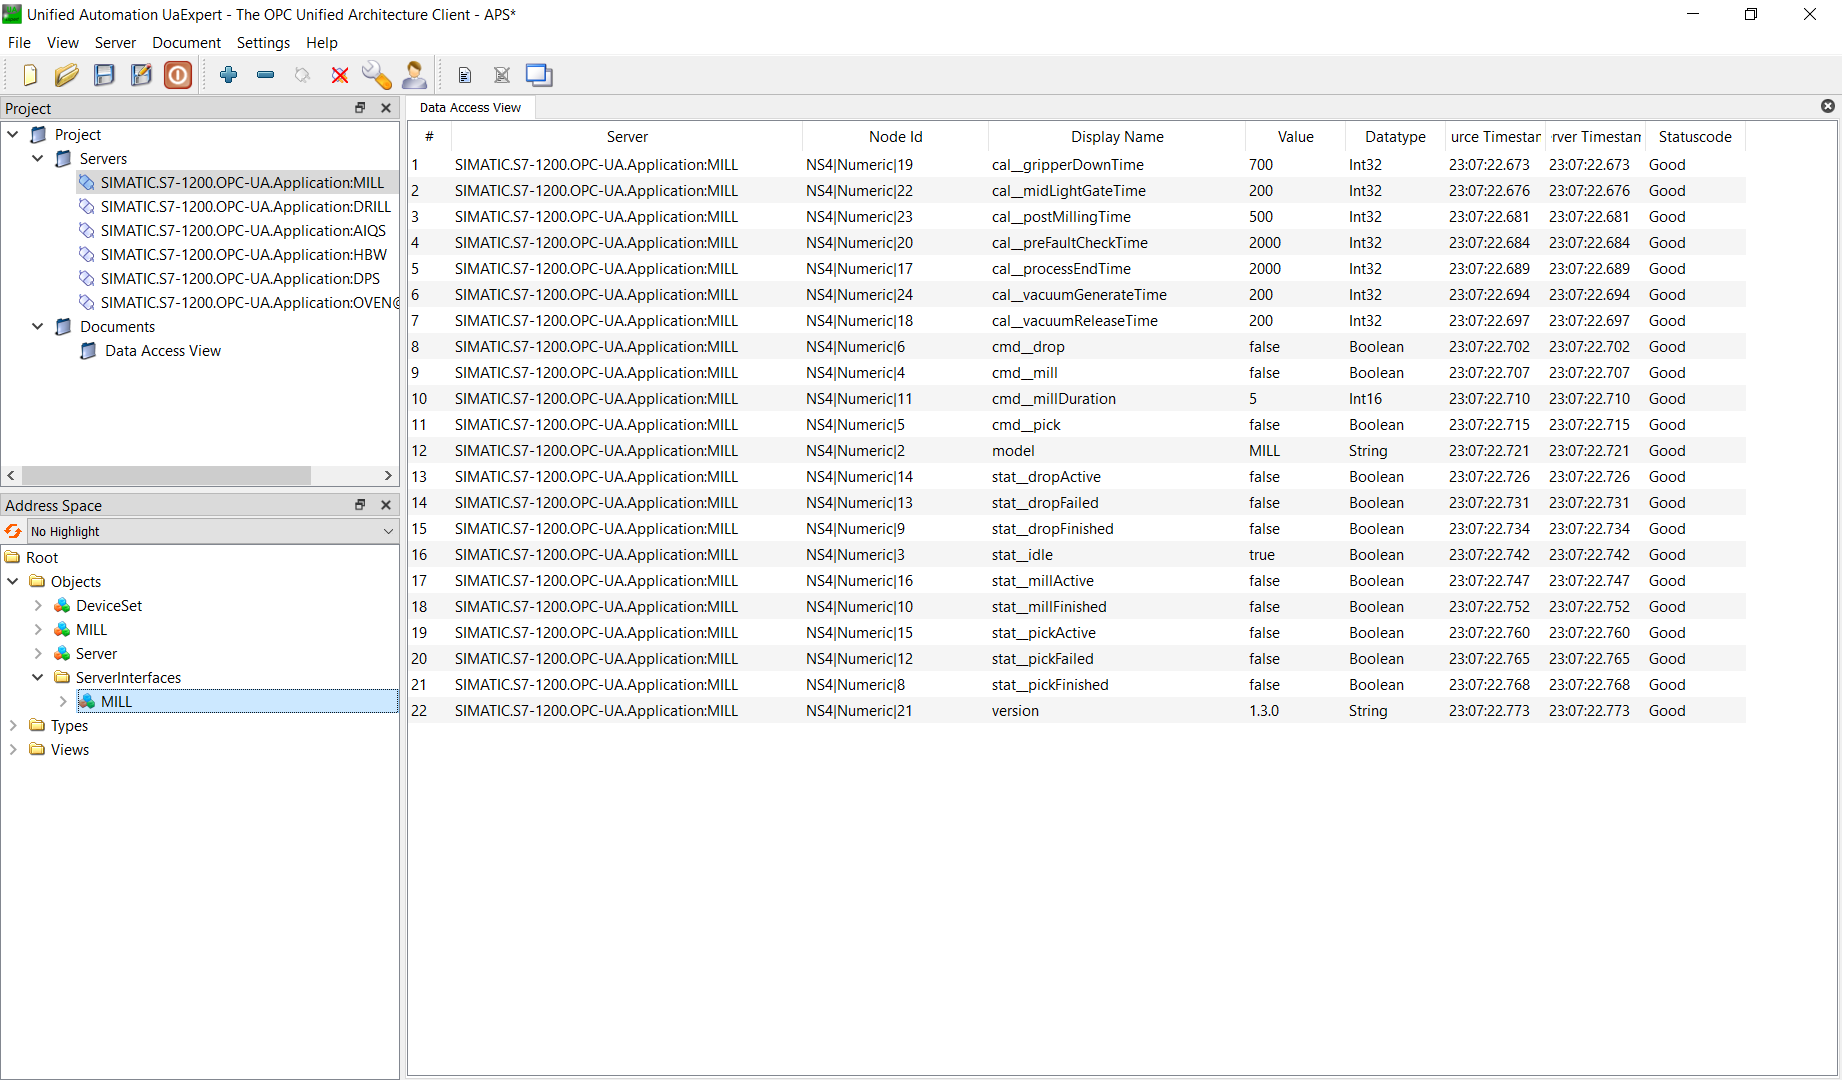 Unified Automation UaExpert - The OPC Unified Architecture Client - APS*
File View Server Document Settings Help
Project
Project
Servers
SIMATIC.S7-1200.OPC-UA.Application:MILL
SIMATIC.S7-1200.OPC-UA.Application:DRILL
SIMATIC.S7-1200.OPC-UA.Application:AIQS
SIMATIC.S7-1200.OPC-UA.Application:HBW
SIMATIC.S7-1200.OPC-UA.Application:DPS
SIMATIC.S7-1200.OPC-UA.Application:OVEN@
Documents
Data Access View
Address Space
No Highlight
Root
Objects
DeviceSet
MILL
Server
ServerInterfaces
MILL
Types
Views
Data Access View
# Server Node Id Display Name Value Datatype urce Timestan rver Timestan Statuscode
1 SIMATIC.S7-1200.OPC-UA.Application:MILL NS4|Numeric|19 cal__gripperDownTime 700 Int32 23:07:22.673 23:07:22.673 Good
2 SIMATIC.S7-1200.OPC-UA.Application:MILL NS4|Numeric|22 cal__midLightGateTime 200 Int32 23:07:22.676 23:07:22.676 Good
3 SIMATIC.S7-1200.OPC-UA.Application:MILL NS4|Numeric|23 cal__postMillingTime 500 Int32 23:07:22.681 23:07:22.681 Good
4 SIMATIC.S7-1200.OPC-UA.Application:MILL NS4|Numeric|20 cal__preFaultCheckTime 2000 Int32 23:07:22.684 23:07:22.684 Good
5 SIMATIC.S7-1200.OPC-UA.Application:MILL NS4|Numeric|17 cal__processEndTime 2000 Int32 23:07:22.689 23:07:22.689 Good
6 SIMATIC.S7-1200.OPC-UA.Application:MILL NS4|Numeric|24 cal__vacuumGenerateTime 200 Int32 23:07:22.694 23:07:22.694 Good
7 SIMATIC.S7-1200.OPC-UA.Application:MILL NS4|Numeric|18 cal__vacuumReleaseTime 200 Int32 23:07:22.697 23:07:22.697 Good
8 SIMATIC.S7-1200.OPC-UA.Application:MILL NS4|Numeric|6 cmd__drop false Boolean 23:07:22.702 23:07:22.702 Good
9 SIMATIC.S7-1200.OPC-UA.Application:MILL NS4|Numeric|4 cmd__mill false Boolean 23:07:22.707 23:07:22.707 Good
10 SIMATIC.S7-1200.OPC-UA.Application:MILL NS4|Numeric|11 cmd__millDuration 5 Int16 23:07:22.710 23:07:22.710 Good
11 SIMATIC.S7-1200.OPC-UA.Application:MILL NS4|Numeric|5 cmd__pick false Boolean 23:07:22.715 23:07:22.715 Good
12 SIMATIC.S7-1200.OPC-UA.Application:MILL NS4|Numeric|2 model MILL String 23:07:22.721 23:07:22.721 Good
13 SIMATIC.S7-1200.OPC-UA.Application:MILL NS4|Numeric|14 stat__dropActive false Boolean 23:07:22.726 23:07:22.726 Good
14 SIMATIC.S7-1200.OPC-UA.Application:MILL NS4|Numeric|13 stat__dropFailed false Boolean 23:07:22.731 23:07:22.731 Good
15 SIMATIC.S7-1200.OPC-UA.Application:MILL NS4|Numeric|9 stat__dropFinished false Boolean 23:07:22.734 23:07:22.734 Good
16 SIMATIC.S7-1200.OPC-UA.Application:MILL NS4|Numeric|3 stat__idle true Boolean 23:07:22.742 23:07:22.742 Good
17 SIMATIC.S7-1200.OPC-UA.Application:MILL NS4|Numeric|16 stat__millActive false Boolean 23:07:22.747 23:07:22.747 Good
18 SIMATIC.S7-1200.OPC-UA.Application:MILL NS4|Numeric|10 stat__millFinished false Boolean 23:07:22.752 23:07:22.752 Good
19 SIMATIC.S7-1200.OPC-UA.Application:MILL NS4|Numeric|15 stat__pickActive false Boolean 23:07:22.760 23:07:22.760 Good
20 SIMATIC.S7-1200.OPC-UA.Application:MILL NS4|Numeric|12 stat__pickFailed false Boolean 23:07:22.765 23:07:22.765 Good
21 SIMATIC.S7-1200.OPC-UA.Application:MILL NS4|Numeric|8 stat__pickFinished false Boolean 23:07:22.768 23:07:22.768 Good
22 SIMATIC.S7-1200.OPC-UA.Application:MILL NS4|Numeric|21 version 1.3.0 String 23:07:22.773 23:07:22.773 Good